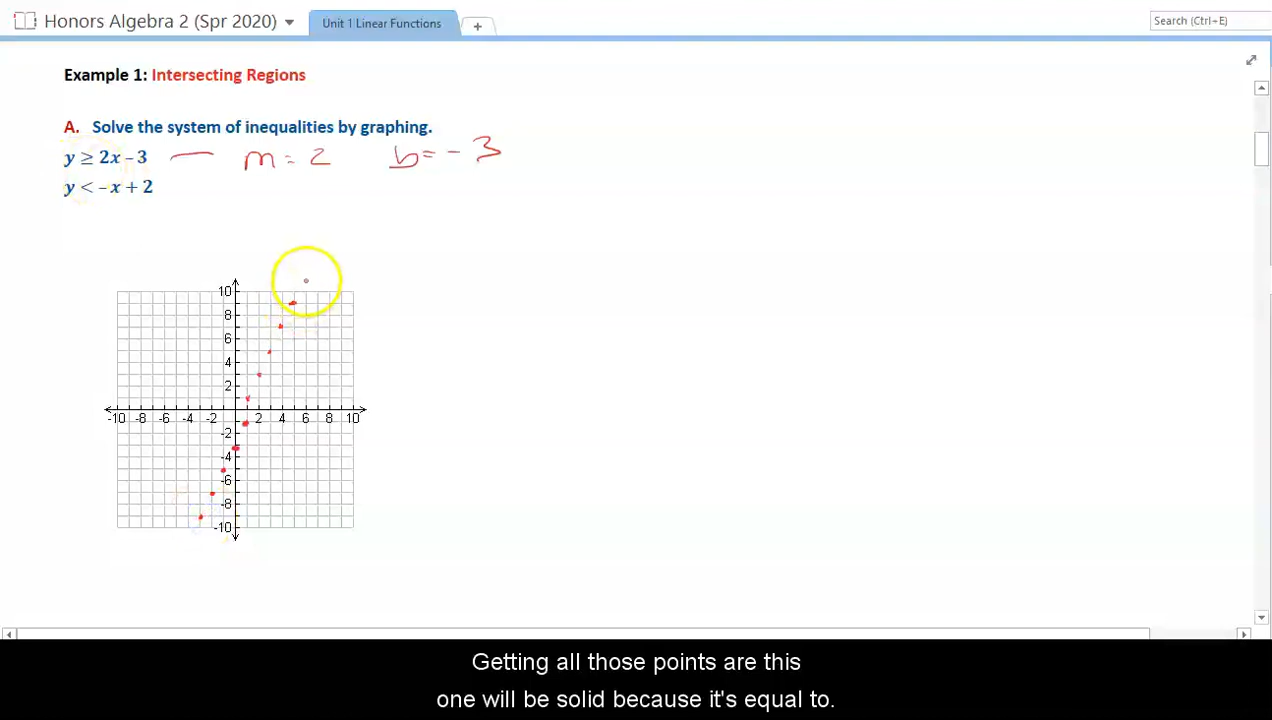 Honors Algebra 2 (Spr 2020)
Unit 1 Linear Functions
+
Search (Ctrl+E)
Example 1: Intersecting Regions
A. Solve the system of inequalities by graphing.
y ≥ 2x – 3 — m = 2 b = - 3
y < –x + 2
10
8
6
4
2
-10 -8 -6 -4 -2 2 4 6 8 10
-2
-4
-6
-8
-10
Getting all those points are this
one will be solid because it's equal to.